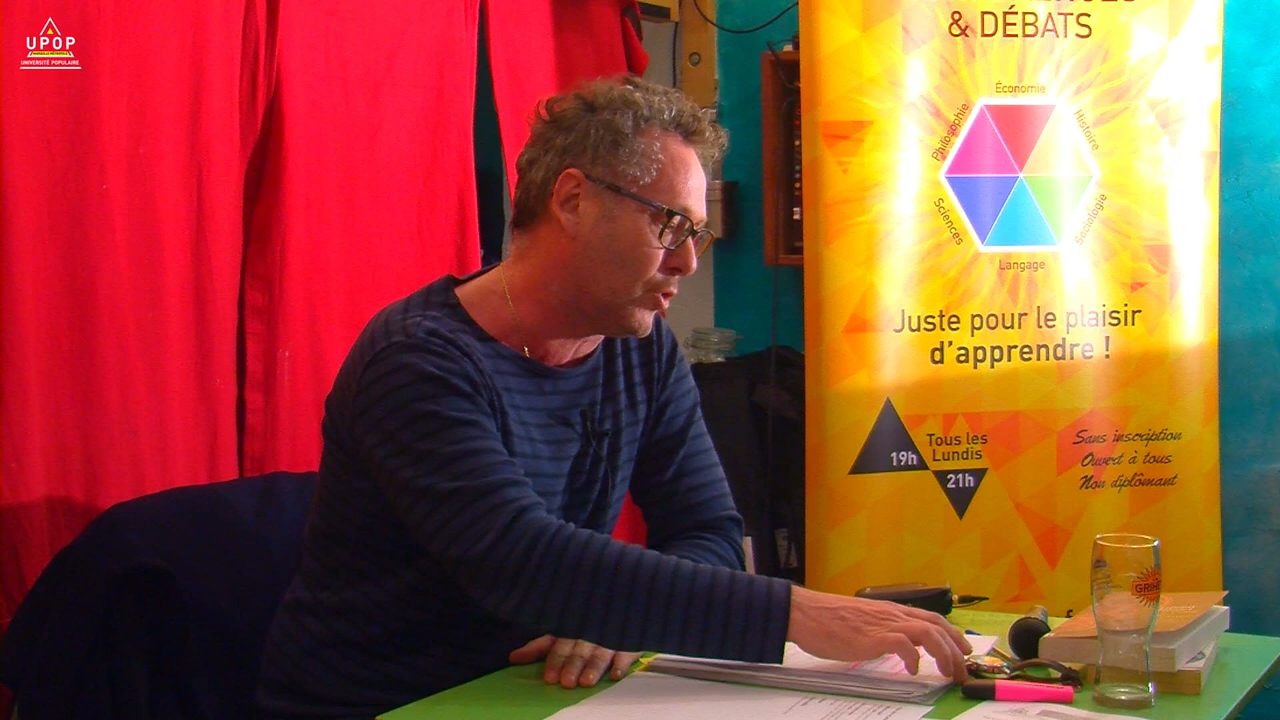 UPOP
UNIVERSITÉ POPULAIRE
& DÉBATS
Économie
Philosophie
Histoire
Sciences
Sociologie
Langage
Juste pour le plaisir
d'apprendre !
Tous les
Lundis
19h
21h
Sans inscription
Ouvert à tous
Non diplômant